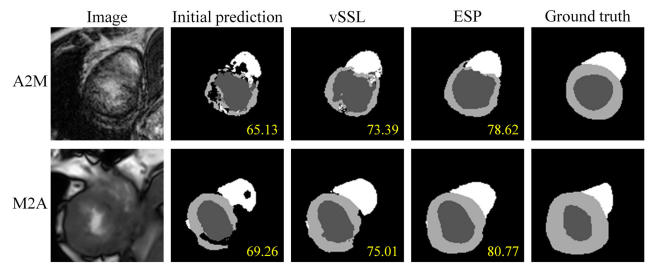 Image Initial prediction vSSL ESP Ground truth
A2M
65.13 73.39 78.62
M2A
69.26 75.01 80.77